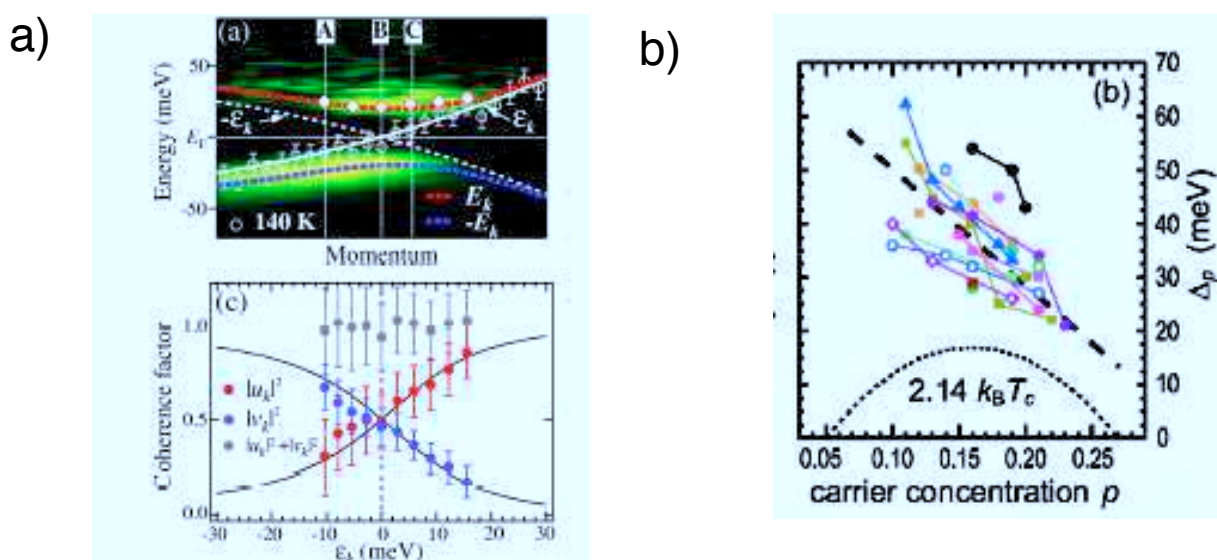 a)
(a)
A B C
50
-ε_k
ε_k
E_F
-50
140 K
E_k
-E_k
Energy (meV)
Momentum
(c)
1.0
0.5
0.0
|u_k|²
|v_k|²
|u_k|²+|v_k|²
Coherence factor
-30 -20 -10 0 10 20 30
ε_k (meV)
b)
(b)
70
60
50
40
30
20
10
0
Δ_p (meV)
2.14 k_BT_c
0.05 0.10 0.15 0.20 0.25
carrier concentration p